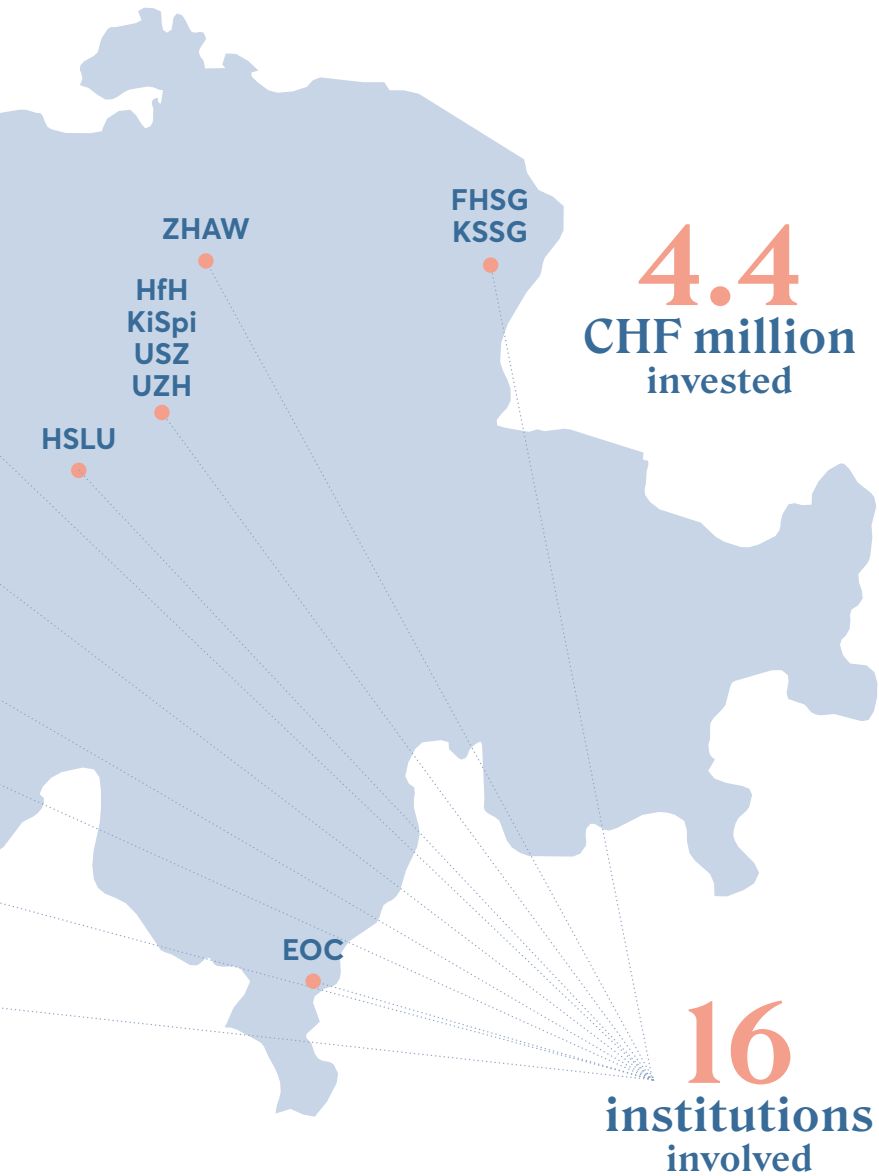 ZHAW
HfH
KiSpi
USZ
UZH
HSLU
FHSG
KSSG
4.4
CHF million
invested
EOC
16
institutions
involved